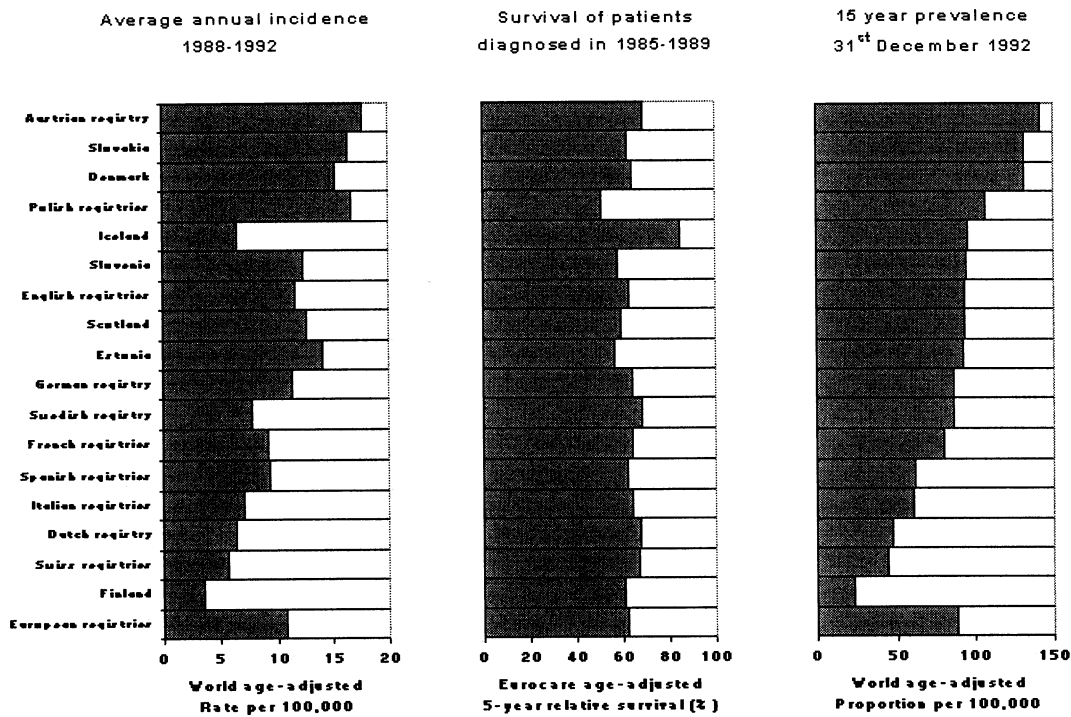 Average annual incidence
1988-1992
Survival of patients
diagnosed in 1985-1989
15 year prevalence
31st December 1992
Austrian registry
Slovakia
Denmark
Polish registries
Iceland
Slovenia
English registries
Scotland
Estonia
German registry
Swedish registry
French registries
Spanish registries
Italian registries
Dutch registry
Swiss registries
Finland
European registries
0 5 10 15 20
World age-adjusted
Rate per 100,000
0 20 40 60 80 100
Eurocare age-adjusted
5-year relative survival (%)
0 50 100 150
World age-adjusted
Proportion per 100,000